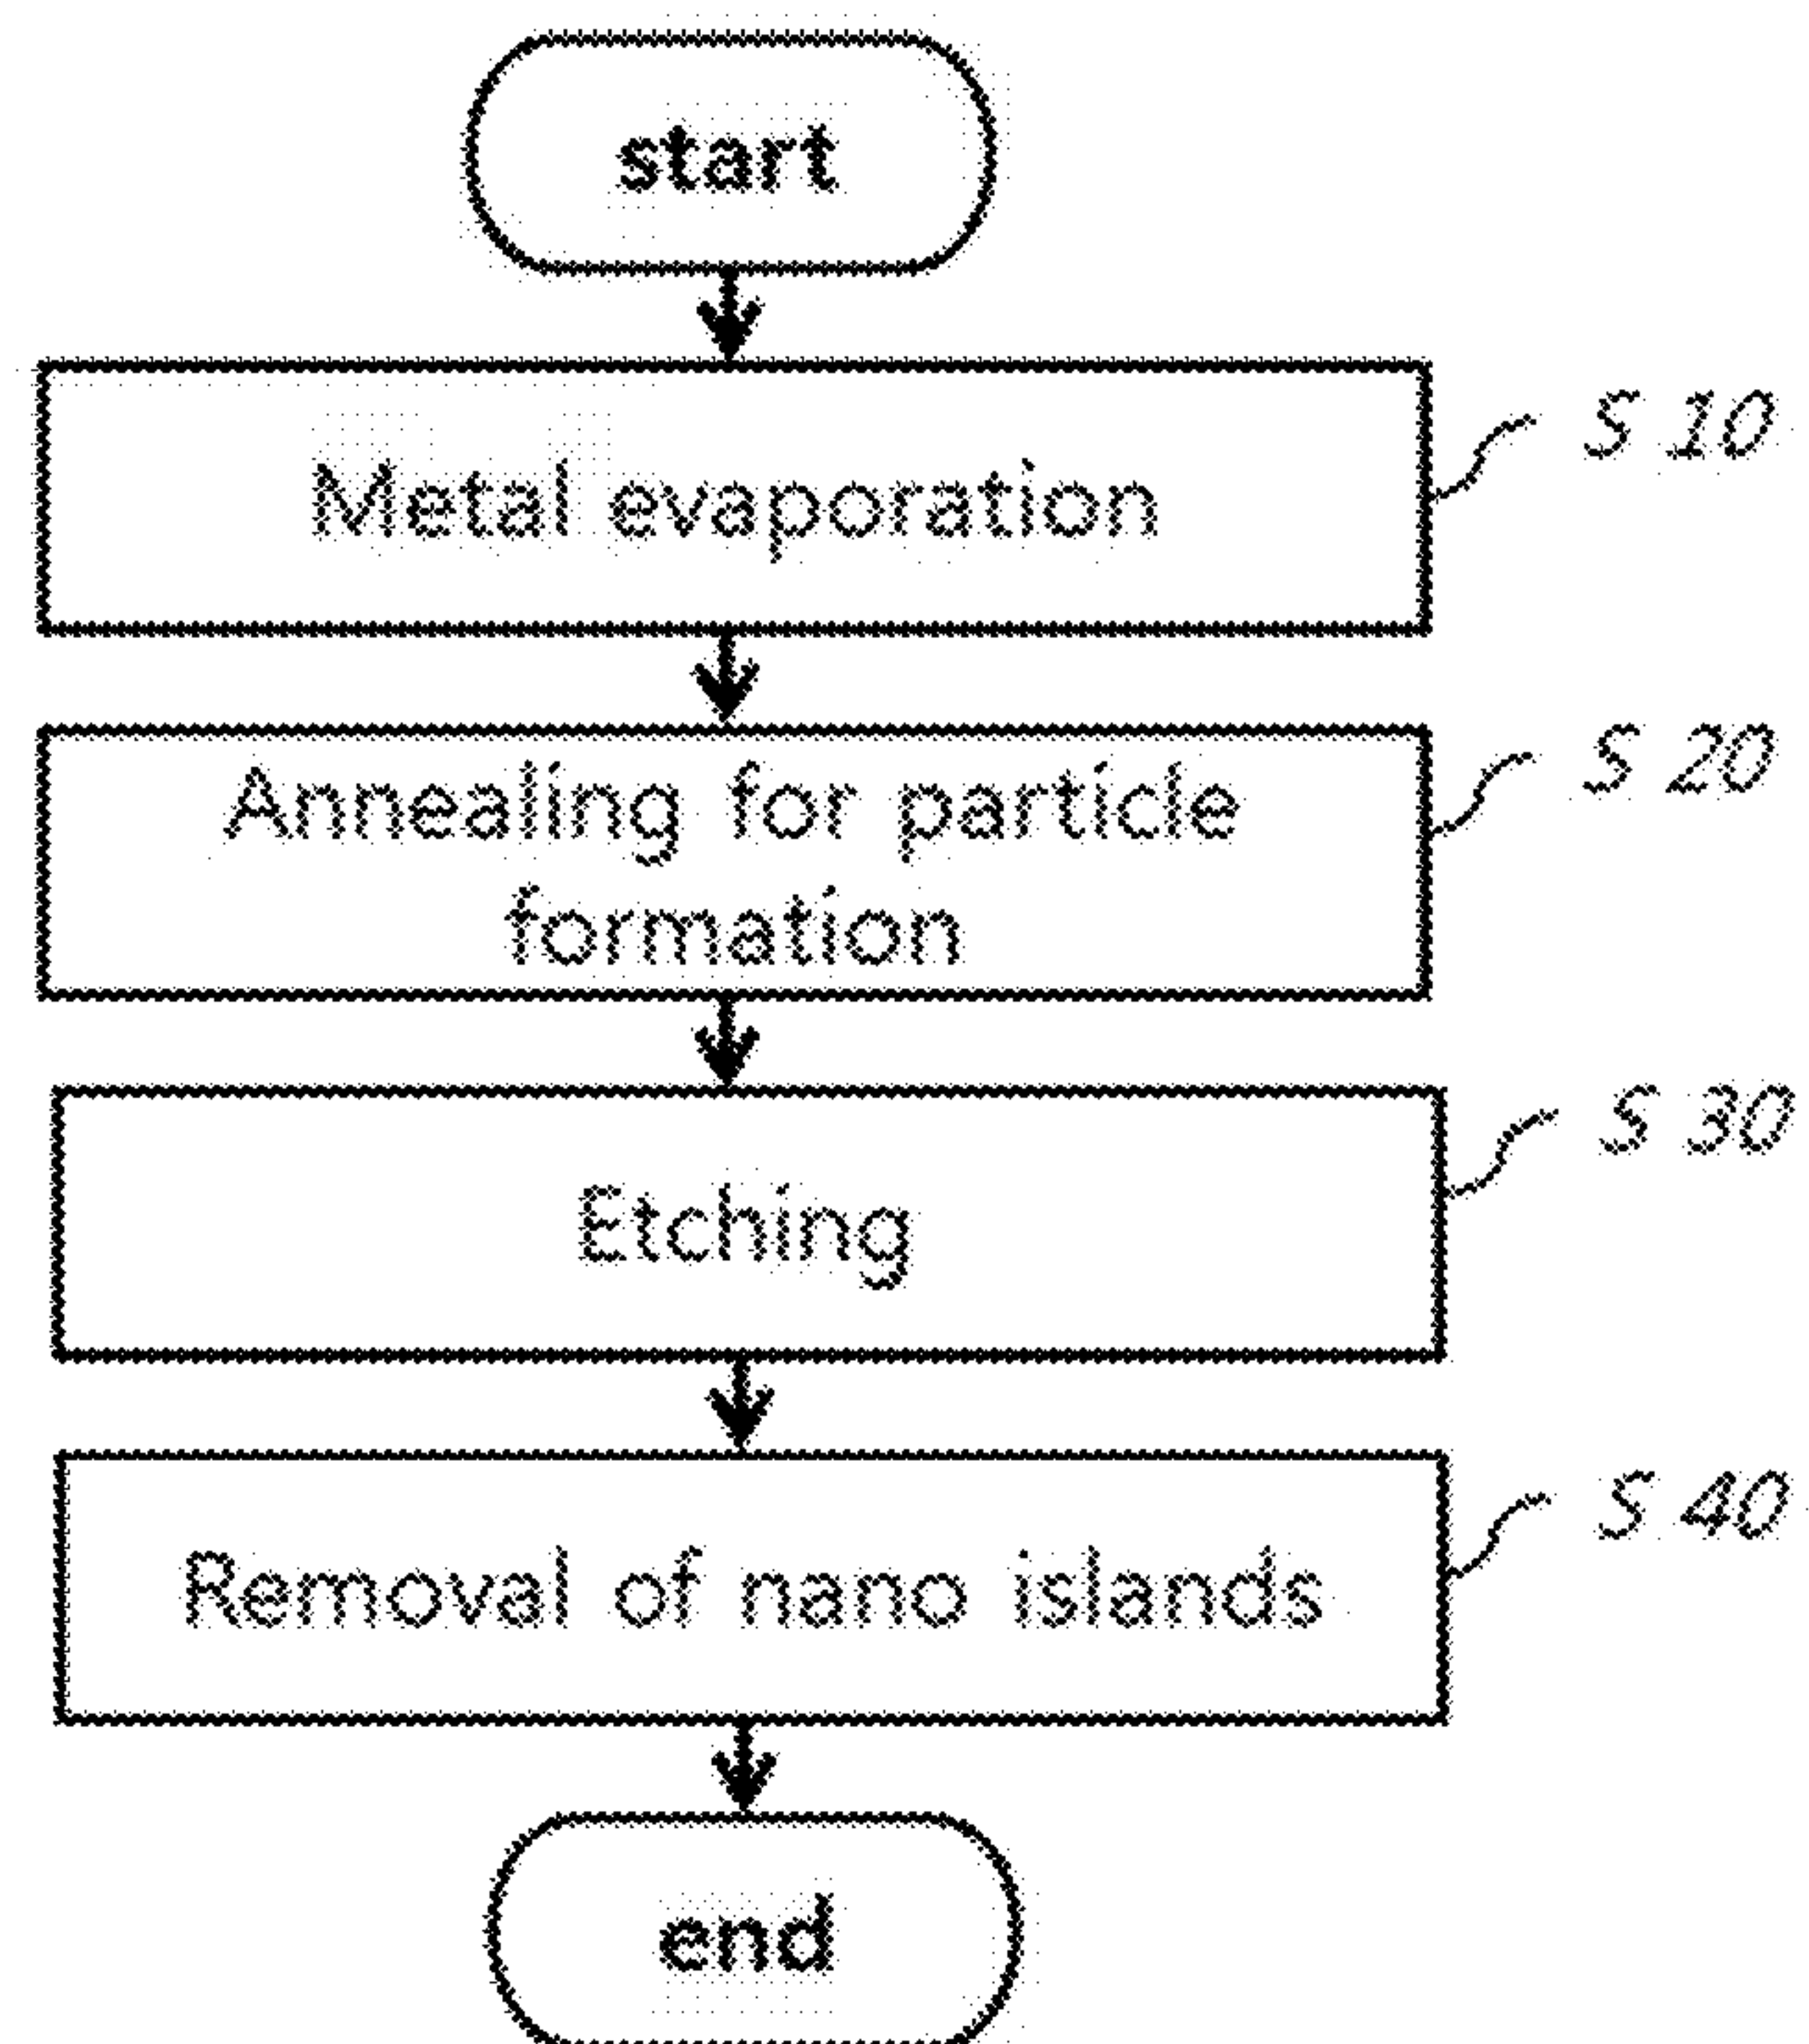 start
Metal evaporation
S 10
Annealing for particle
formation
S 20
Etching
S 30
Removal of nano islands
S 40
end